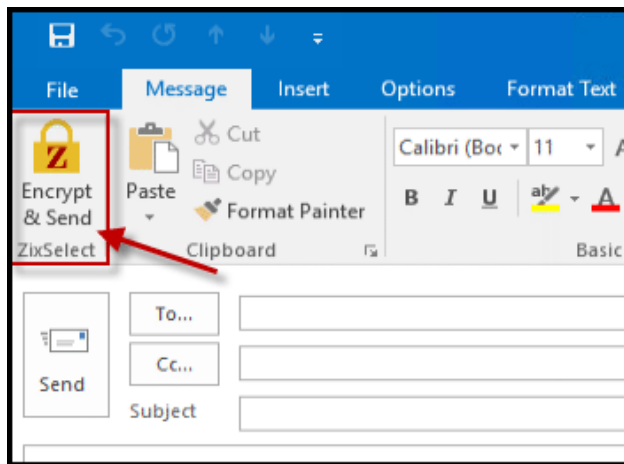 File Message Insert Options Format Text
Z
Encrypt
& Send
ZixSelect
Paste
Cut
Copy
Format Painter
Clipboard
Calibri (Boc 11
B I U ab A
Basic
Send
To...
Cc...
Subject